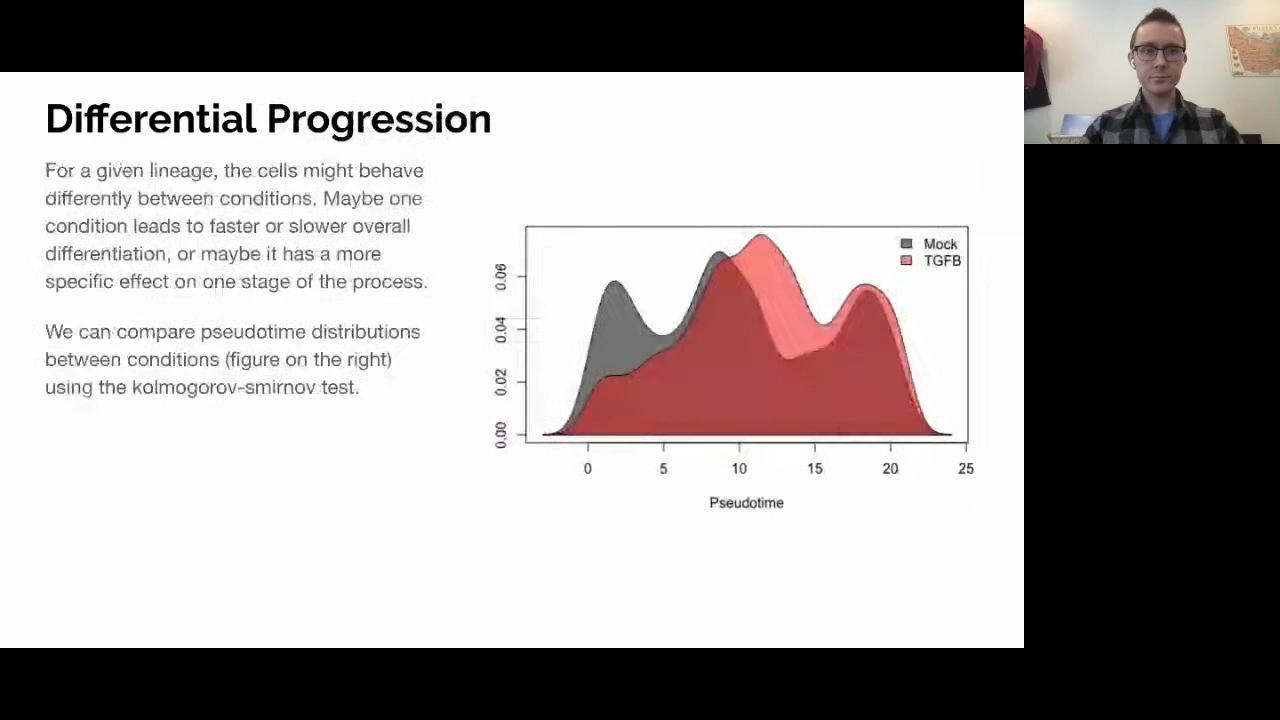 Differential Progression
For a given lineage, the cells might behave
differently between conditions. Maybe one
condition leads to faster or slower overall
differentiation, or maybe it has a more
specific effect on one stage of the process.
We can compare pseudotime distributions
between conditions (figure on the right)
using the kolmogorov-smirnov test.
Mock
TGFB
0.06
0.04
0.02
0.00
0 5 10 15 20 25
Pseudotime